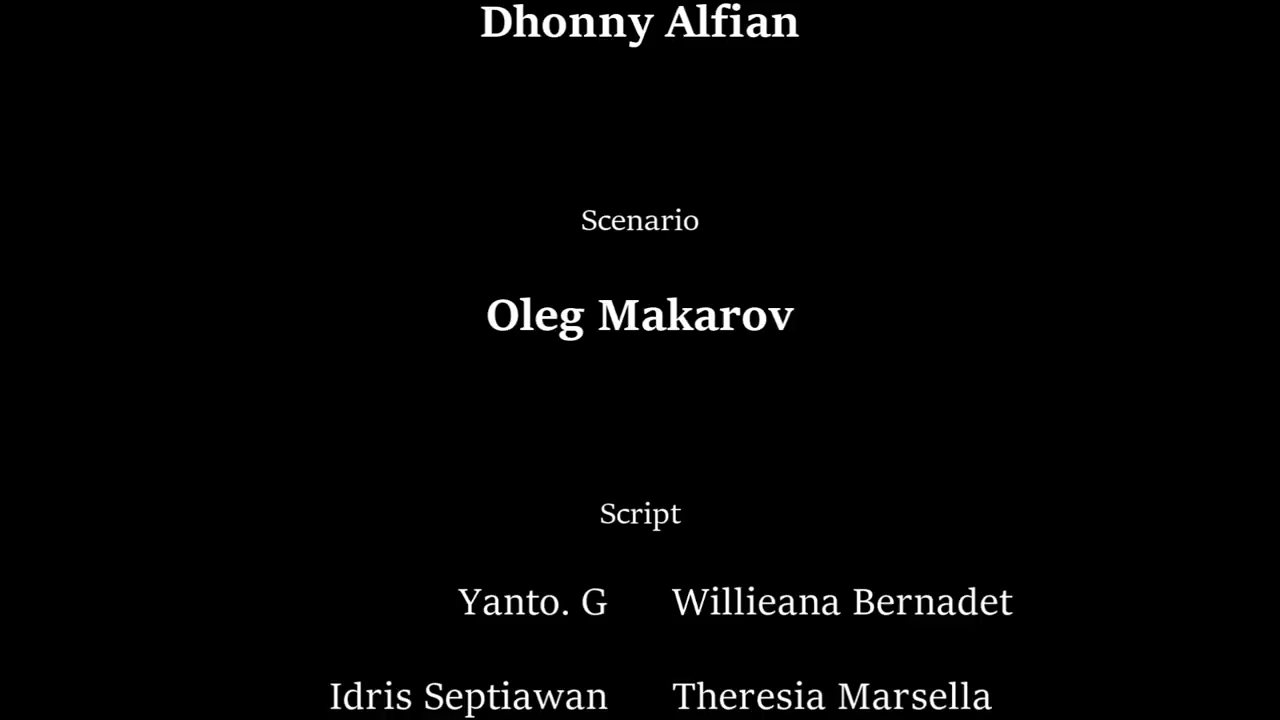 Dhonny Alfian
Scenario
Oleg Makarov
Script
Yanto. G Willieana Bernadet
Idris Septiawan Theresia Marsella